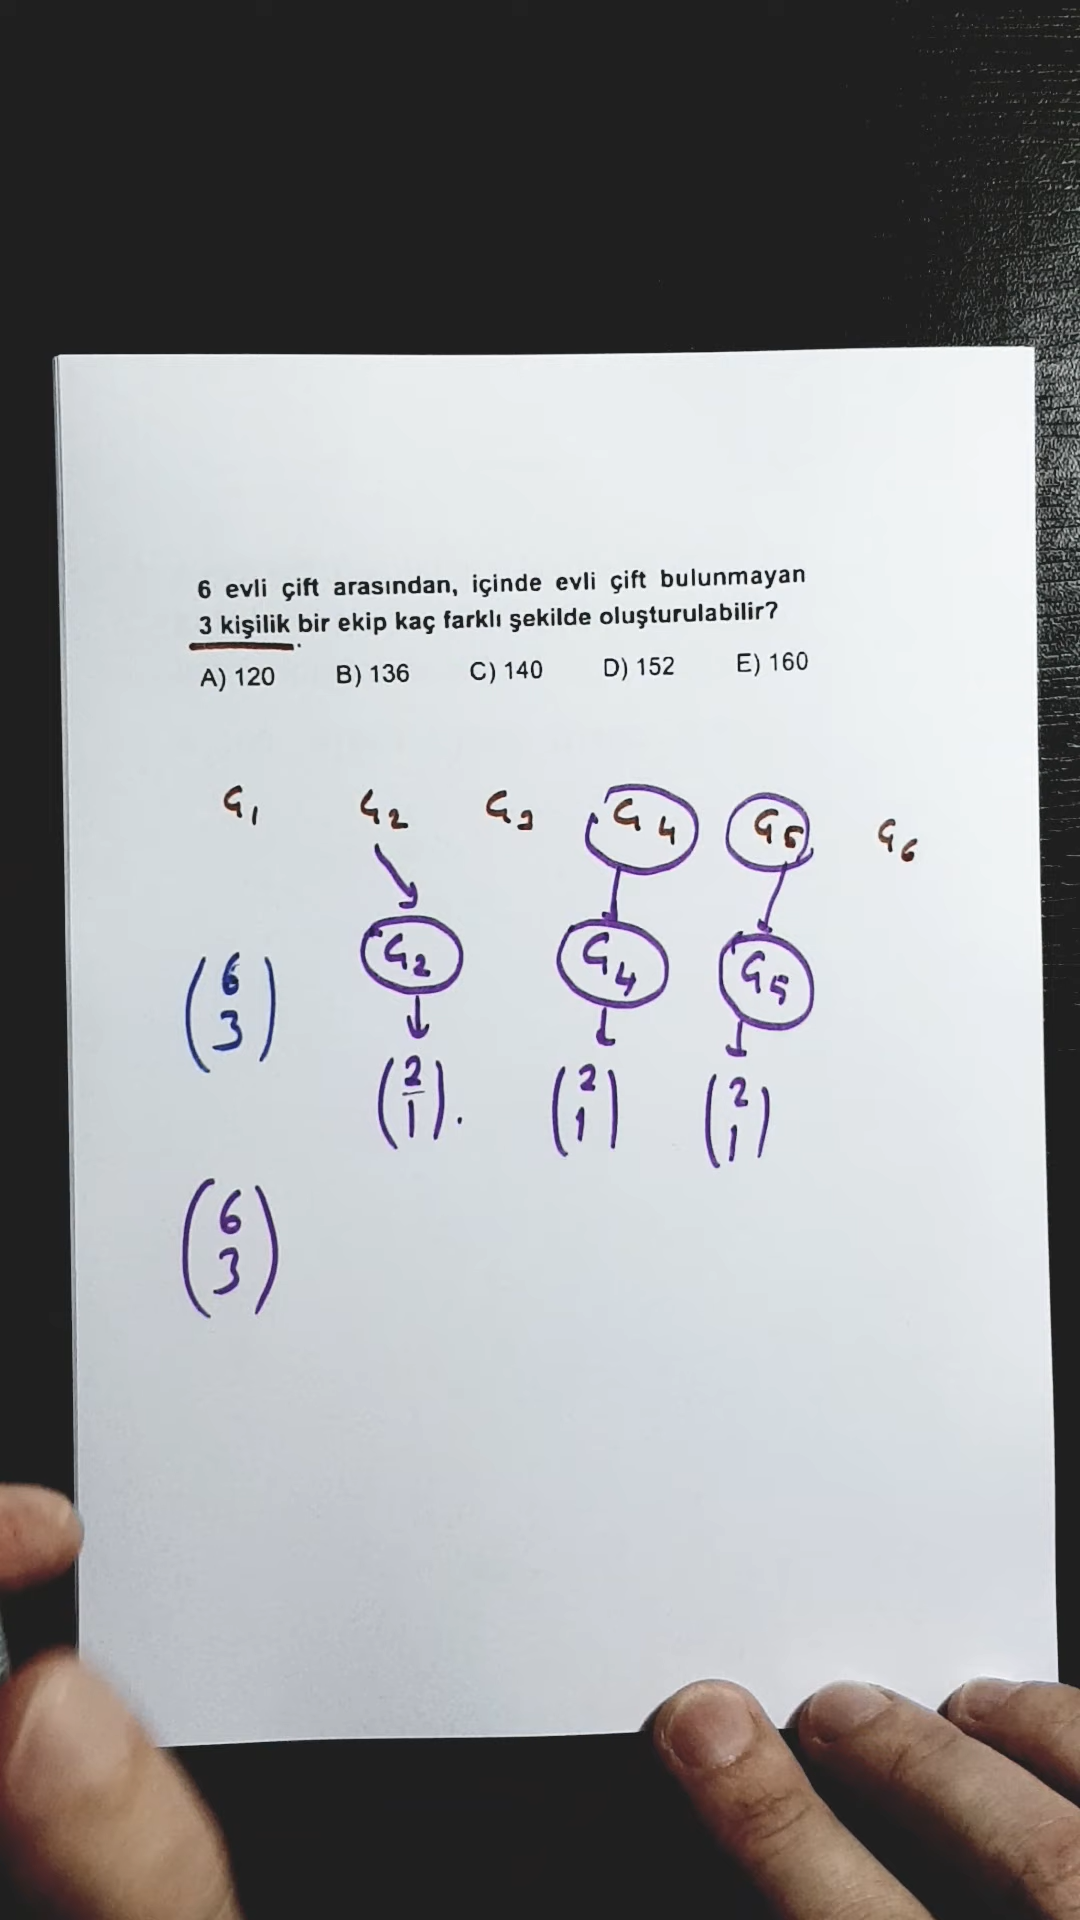 6 evli çift arasından, içinde evli çift bulunmayan
3 kişilik bir ekip kaç farklı şekilde oluşturulabilir?
A) 120 B) 136 C) 140 D) 152 E) 160
Ç1 Ç2 Ç3 Ç4 Ç5 Ç6
(6 3) Ç2 Ç4 Ç5
(2 1) . (2 1) (2 1)
(6 3)